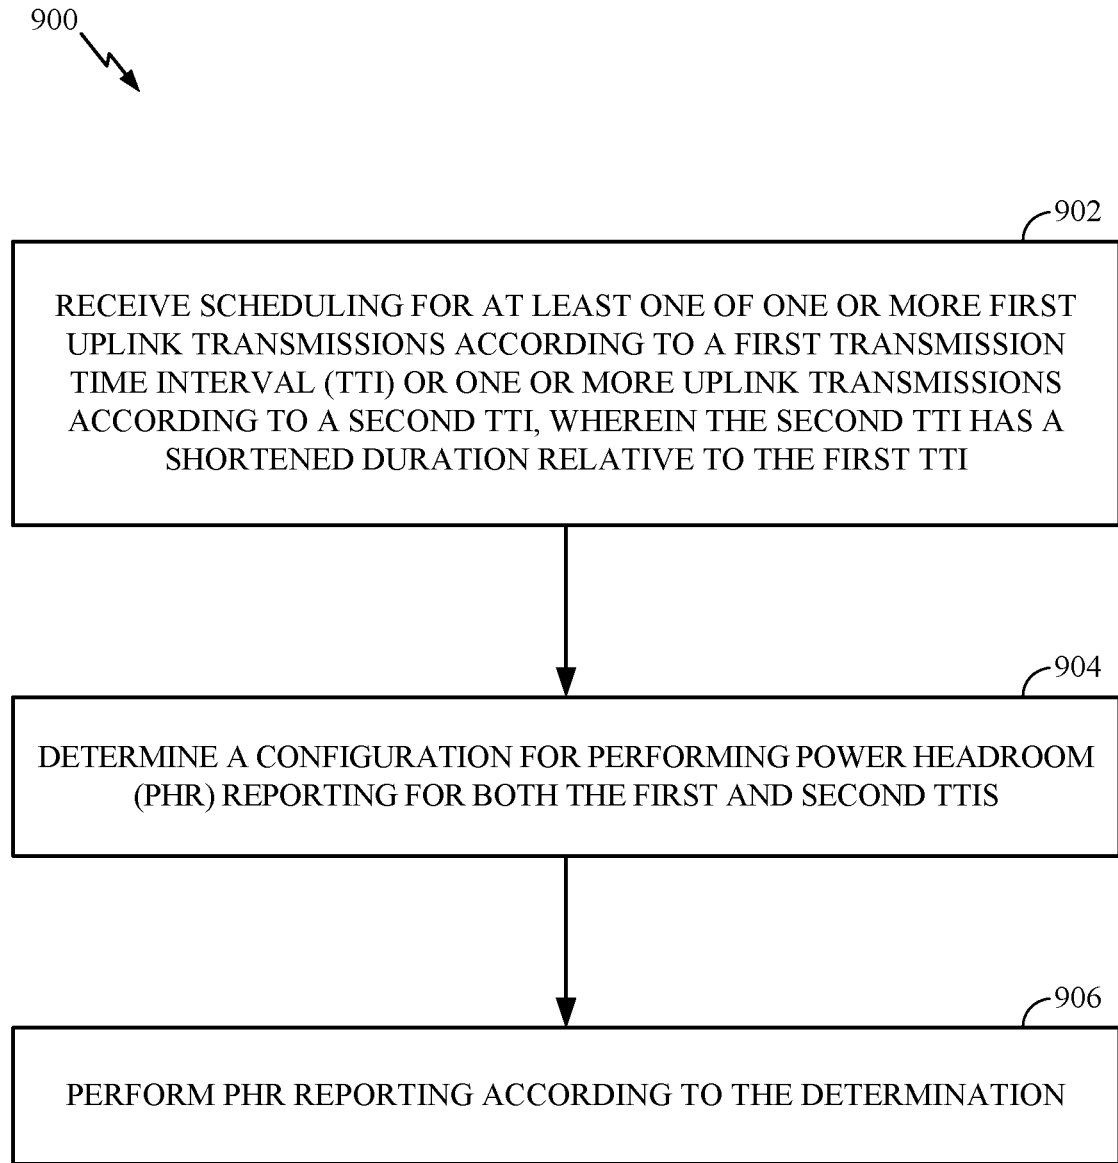 900
902
RECEIVE SCHEDULING FOR AT LEAST ONE OF ONE OR MORE FIRST
UPLINK TRANSMISSIONS ACCORDING TO A FIRST TRANSMISSION
TIME INTERVAL (TTI) OR ONE OR MORE UPLINK TRANSMISSIONS
ACCORDING TO A SECOND TTI, WHEREIN THE SECOND TTI HAS A
SHORTENED DURATION RELATIVE TO THE FIRST TTI
904
DETERMINE A CONFIGURATION FOR PERFORMING POWER HEADROOM
(PHR) REPORTING FOR BOTH THE FIRST AND SECOND TTIS
906
PERFORM PHR REPORTING ACCORDING TO THE DETERMINATION